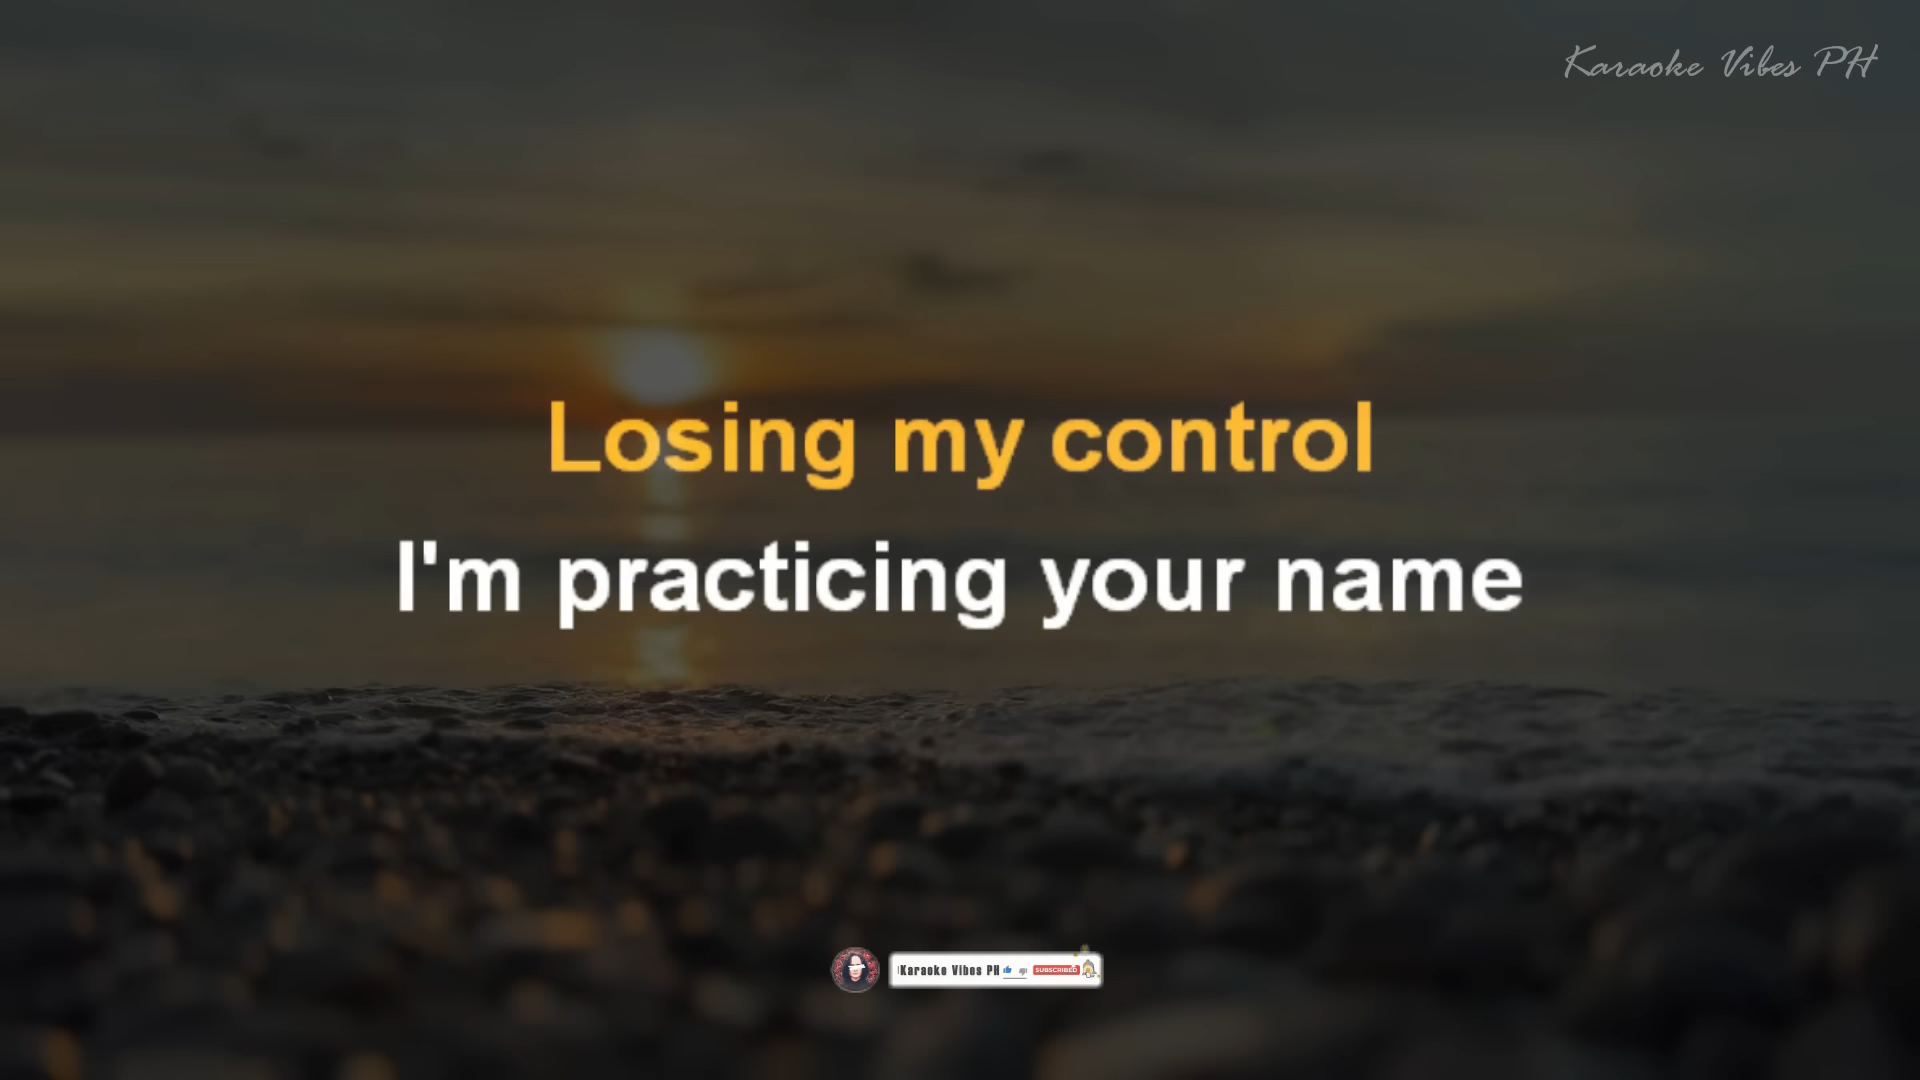 Karaoke Vibes PH
Losing my control
I'm practicing your name
Karaoke Vibes PH SUBSCRIBED